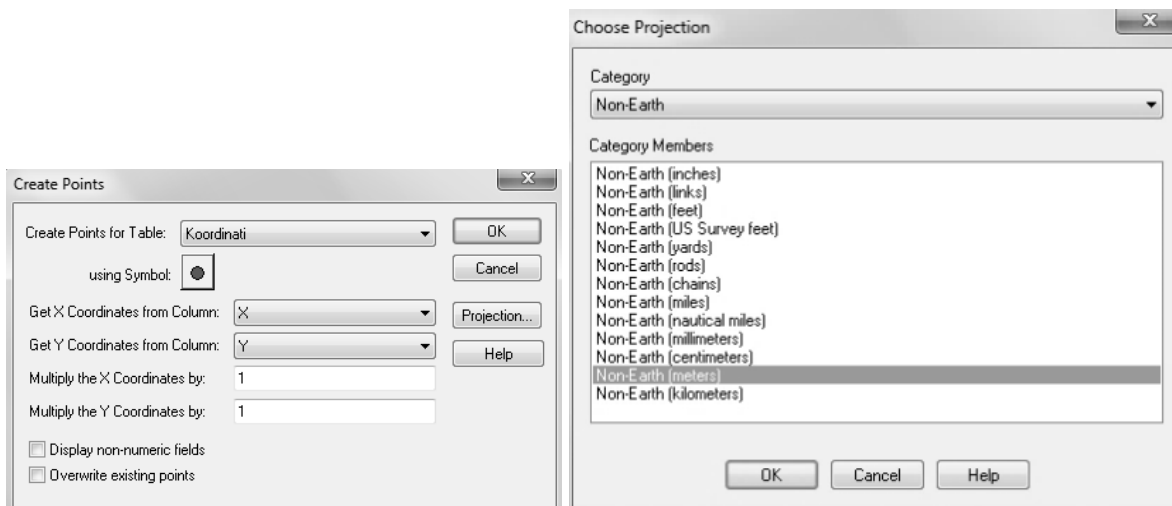 Create Points
Create Points for Table: Koordinati OK
using Symbol: Cancel
Get X Coordinates from Column: X Projection...
Get Y Coordinates from Column: Y Help
Multiply the X Coordinates by: 1
Multiply the Y Coordinates by: 1
Display non-numeric fields
Overwrite existing points
Choose Projection
Category
Non-Earth
Category Members
Non-Earth (inches)
Non-Earth (links)
Non-Earth (feet)
Non-Earth (US Survey feet)
Non-Earth (yards)
Non-Earth (rods)
Non-Earth (chains)
Non-Earth (miles)
Non-Earth (nautical miles)
Non-Earth (millimeters)
Non-Earth (centimeters)
Non-Earth (meters)
Non-Earth (kilometers)
OK Cancel Help